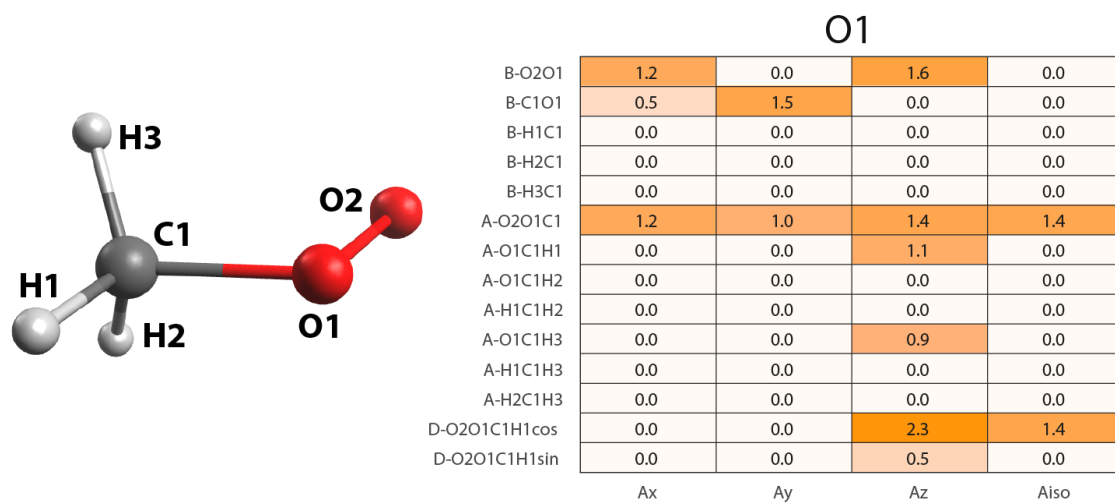 H3
O2
C1
H1
H2
O1
O1
B-O2O1 1.2 0.0 1.6 0.0
B-C1O1 0.5 1.5 0.0 0.0
B-H1C1 0.0 0.0 0.0 0.0
B-H2C1 0.0 0.0 0.0 0.0
B-H3C1 0.0 0.0 0.0 0.0
A-O2O1C1 1.2 1.0 1.4 1.4
A-O1C1H1 0.0 0.0 1.1 0.0
A-O1C1H2 0.0 0.0 0.0 0.0
A-H1C1H2 0.0 0.0 0.0 0.0
A-O1C1H3 0.0 0.0 0.9 0.0
A-H1C1H3 0.0 0.0 0.0 0.0
A-H2C1H3 0.0 0.0 0.0 0.0
D-O2O1C1H1cos 0.0 0.0 2.3 1.4
D-O2O1C1H1sin 0.0 0.0 0.5 0.0
Ax Ay Az Aiso